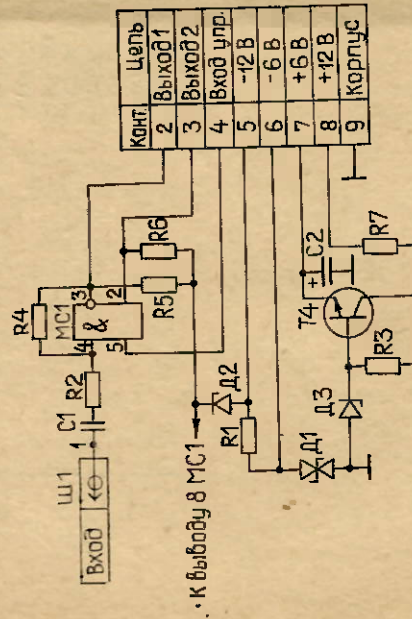 Ш1
Вход
1
C1
R2
R4
МС1
4
5
&
3
2
R5
R6
К выводу 8 МС1
Д2
R1
Д1
Д3
R3
Т4
+
C2
R7
Конт. Цепь
2 Выход1
3 Выход2
4 Вход упр.
5 -12 В
6 -6 В
7 +6 В
8 +12 В
9 Корпус